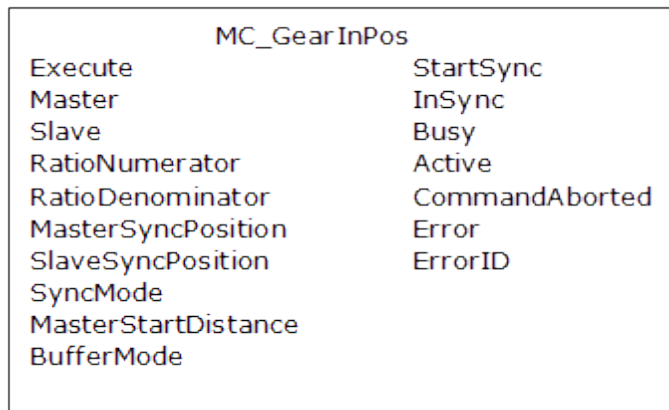 MC_GearInPos
Execute StartSync
Master InSync
Slave Busy
RatioNumerator Active
RatioDenominator CommandAborted
MasterSyncPosition Error
SlaveSyncPosition ErrorID
SyncMode
MasterStartDistance
BufferMode